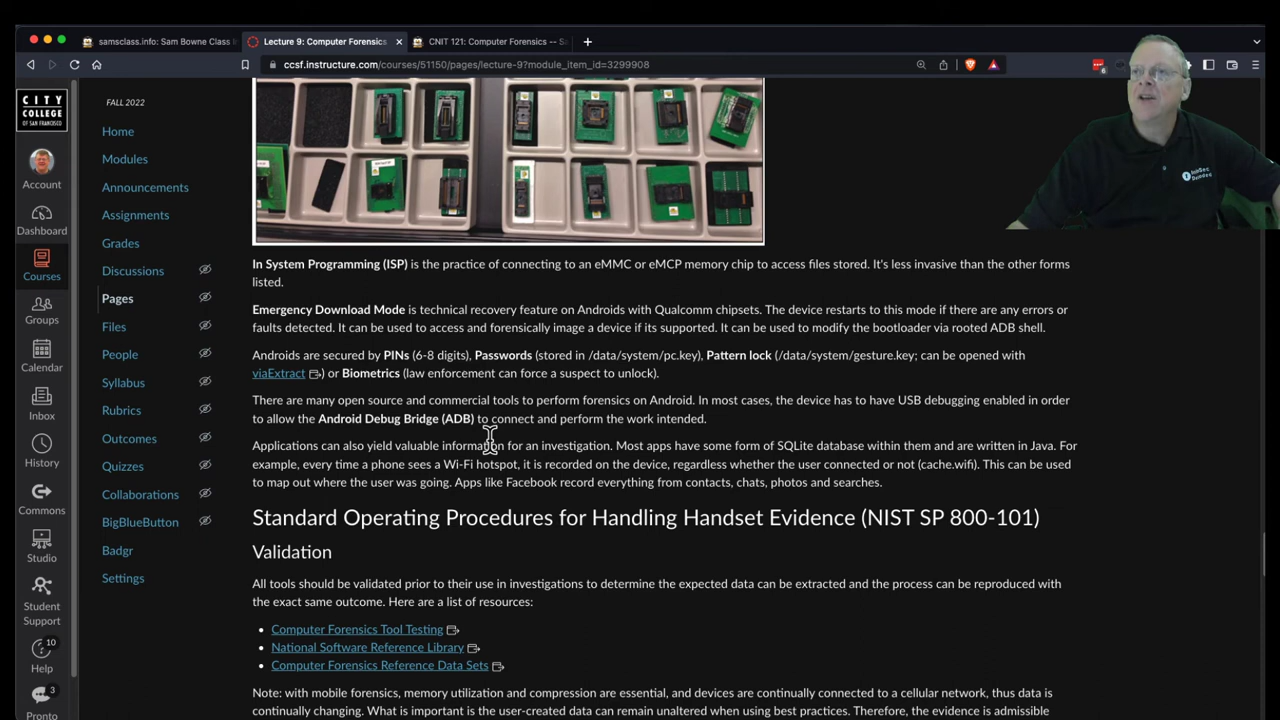 samsclass.info: Sam Bowne Class I
Lecture 9: Computer Forensics
CNIT 121: Computer Forensics -- Sa
ccsf.instructure.com/courses/51150/pages/lecture-9?module_item_id=3299908
6
CITY
COLLEGE
OF SAN FRANCISCO
Account
Dashboard
Courses
Groups
Calendar
Inbox
History
Commons
Studio
Student
Support
10
Help
3
Pronto
FALL 2022
Home
Modules
Announcements
Assignments
Grades
Discussions
Pages
Files
People
Syllabus
Rubrics
Outcomes
Quizzes
Collaborations
BigBlueButton
Badgr
Settings
In System Programming (ISP) is the practice of connecting to an eMMC or eMCP memory chip to access files stored. It's less invasive than the other forms
listed.
Emergency Download Mode is technical recovery feature on Androids with Qualcomm chipsets. The device restarts to this mode if there are any errors or
faults detected. It can be used to access and forensically image a device if its supported. It can be used to modify the bootloader via rooted ADB shell.
Androids are secured by PINs (6-8 digits), Passwords (stored in /data/system/pc.key), Pattern lock (/data/system/gesture.key; can be opened with
viaExtract) or Biometrics (law enforcement can force a suspect to unlock).
There are many open source and commercial tools to perform forensics on Android. In most cases, the device has to have USB debugging enabled in order
to allow the Android Debug Bridge (ADB) to connect and perform the work intended.
Applications can also yield valuable information for an investigation. Most apps have some form of SQLite database within them and are written in Java. For
example, every time a phone sees a Wi-Fi hotspot, it is recorded on the device, regardless whether the user connected or not (cache.wifi). This can be used
to map out where the user was going. Apps like Facebook record everything from contacts, chats, photos and searches.
Standard Operating Procedures for Handling Handset Evidence (NIST SP 800-101)
Validation
All tools should be validated prior to their use in investigations to determine the expected data can be extracted and the process can be reproduced with
the exact same outcome. Here are a list of resources:
Computer Forensics Tool Testing
National Software Reference Library
Computer Forensics Reference Data Sets
Note: with mobile forensics, memory utilization and compression are essential, and devices are continually connected to a cellular network, thus data is
continually changing. What is important is the user-created data can remain unaltered when using best practices. Therefore, the evidence is admissible